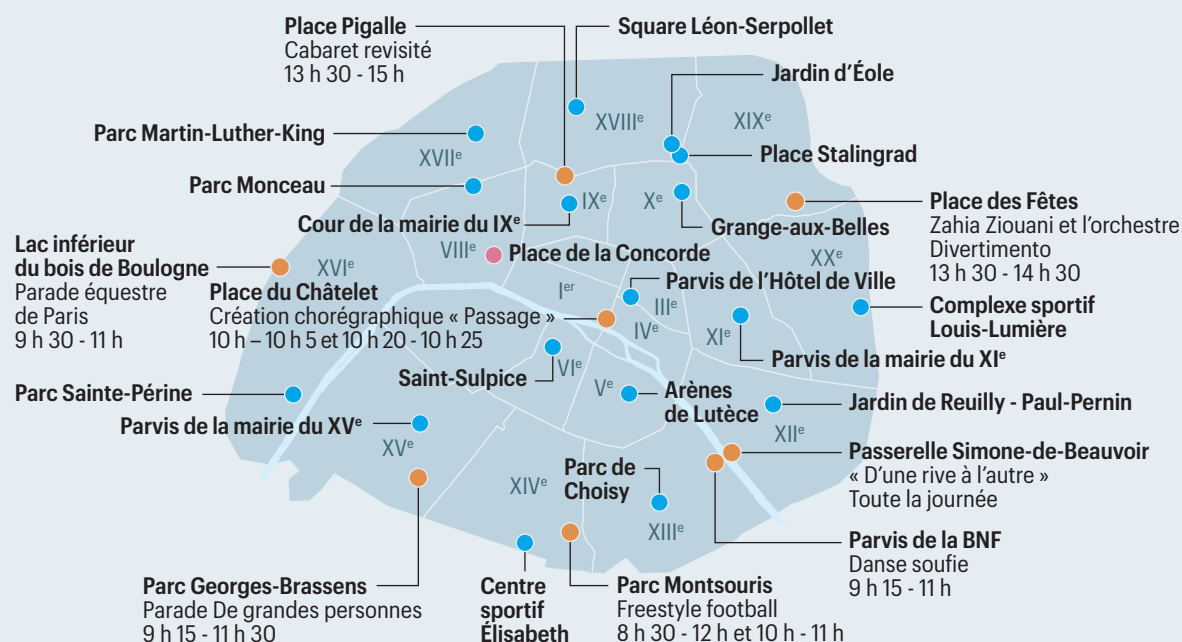 Place Pigalle
Cabaret revisité
13 h 30 - 15 h
Square Léon-Serpollet
Jardin d’Éole
XVIIIe
XIXe
Parc Martin-Luther-King
XVIIe
Place Stalingrad
Parc Monceau
IXe
Xe
Place des Fêtes
Zahia Ziouani et l’orchestre
Divertimento
13 h 30 - 14 h 30
Cour de la mairie du IXe
Grange-aux-Belles
Lac inférieur
du bois de Boulogne
Parade équestre
de Paris
9 h 30 - 11 h
XVIe
VIIIe
Place de la Concorde
XXe
Place du Châtelet
Création chorégraphique « Passage »
10 h – 10 h 5 et 10 h 20 - 10 h 25
Ier
Parvis de l’Hôtel de Ville
IIIe
IVe
XIe
Complexe sportif
Louis-Lumière
Parvis de la mairie du XIe
Saint-Sulpice
VIe
Ve
Arènes
de Lutèce
Parc Sainte-Périne
Jardin de Reuilly - Paul-Pernin
Parvis de la mairie du XVe
XVe
XIIe
Passerelle Simone-de-Beauvoir
« D’une rive à l’autre »
Toute la journée
XIVe
Parc de
Choisy
XIIIe
Parvis de la BNF
Danse soufie
9 h 15 - 11 h
Parc Georges-Brassens
Parade De grandes personnes
9 h 15 - 11 h 30
Centre
sportif
Élisabeth
Parc Montsouris
Freestyle football
8 h 30 - 12 h et 10 h - 11 h